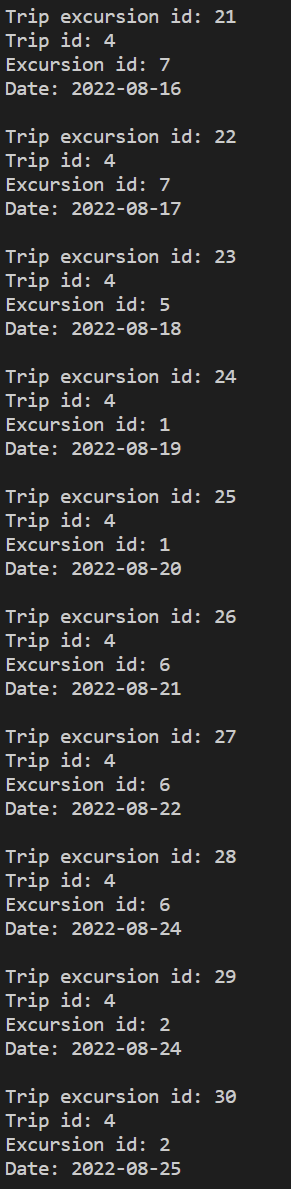 Trip excursion id: 21
Trip id: 4
Excursion id: 7
Date: 2022-08-16
Trip excursion id: 22
Trip id: 4
Excursion id: 7
Date: 2022-08-17
Trip excursion id: 23
Trip id: 4
Excursion id: 5
Date: 2022-08-18
Trip excursion id: 24
Trip id: 4
Excursion id: 1
Date: 2022-08-19
Trip excursion id: 25
Trip id: 4
Excursion id: 1
Date: 2022-08-20
Trip excursion id: 26
Trip id: 4
Excursion id: 6
Date: 2022-08-21
Trip excursion id: 27
Trip id: 4
Excursion id: 6
Date: 2022-08-22
Trip excursion id: 28
Trip id: 4
Excursion id: 6
Date: 2022-08-24
Trip excursion id: 29
Trip id: 4
Excursion id: 2
Date: 2022-08-24
Trip excursion id: 30
Trip id: 4
Excursion id: 2
Date: 2022-08-25